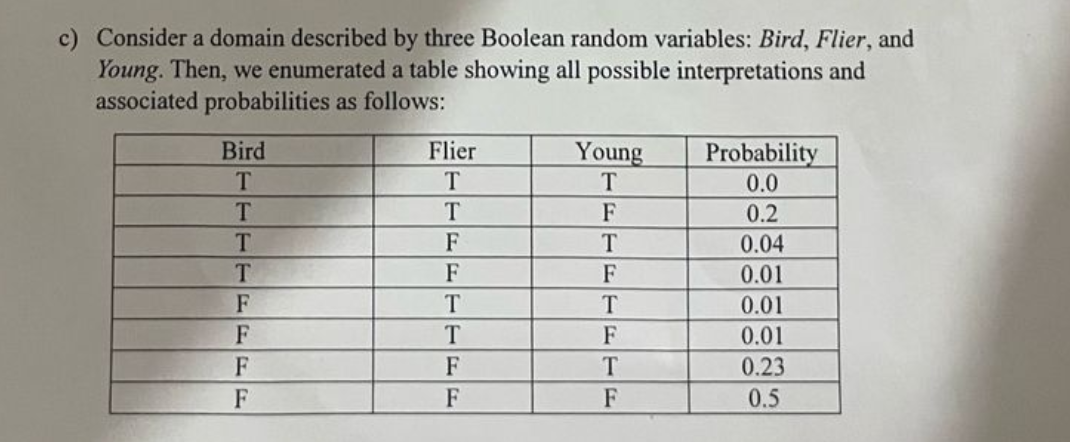 c) Consider a domain described by three Boolean random variables: Bird, Flier, and
Young. Then, we enumerated a table showing all possible interpretations and
associated probabilities as follows:
Bird Flier Young Probability
T T T 0.0
T T F 0.2
T F T 0.04
T F F 0.01
F T T 0.01
F T F 0.01
F F T 0.23
F F F 0.5